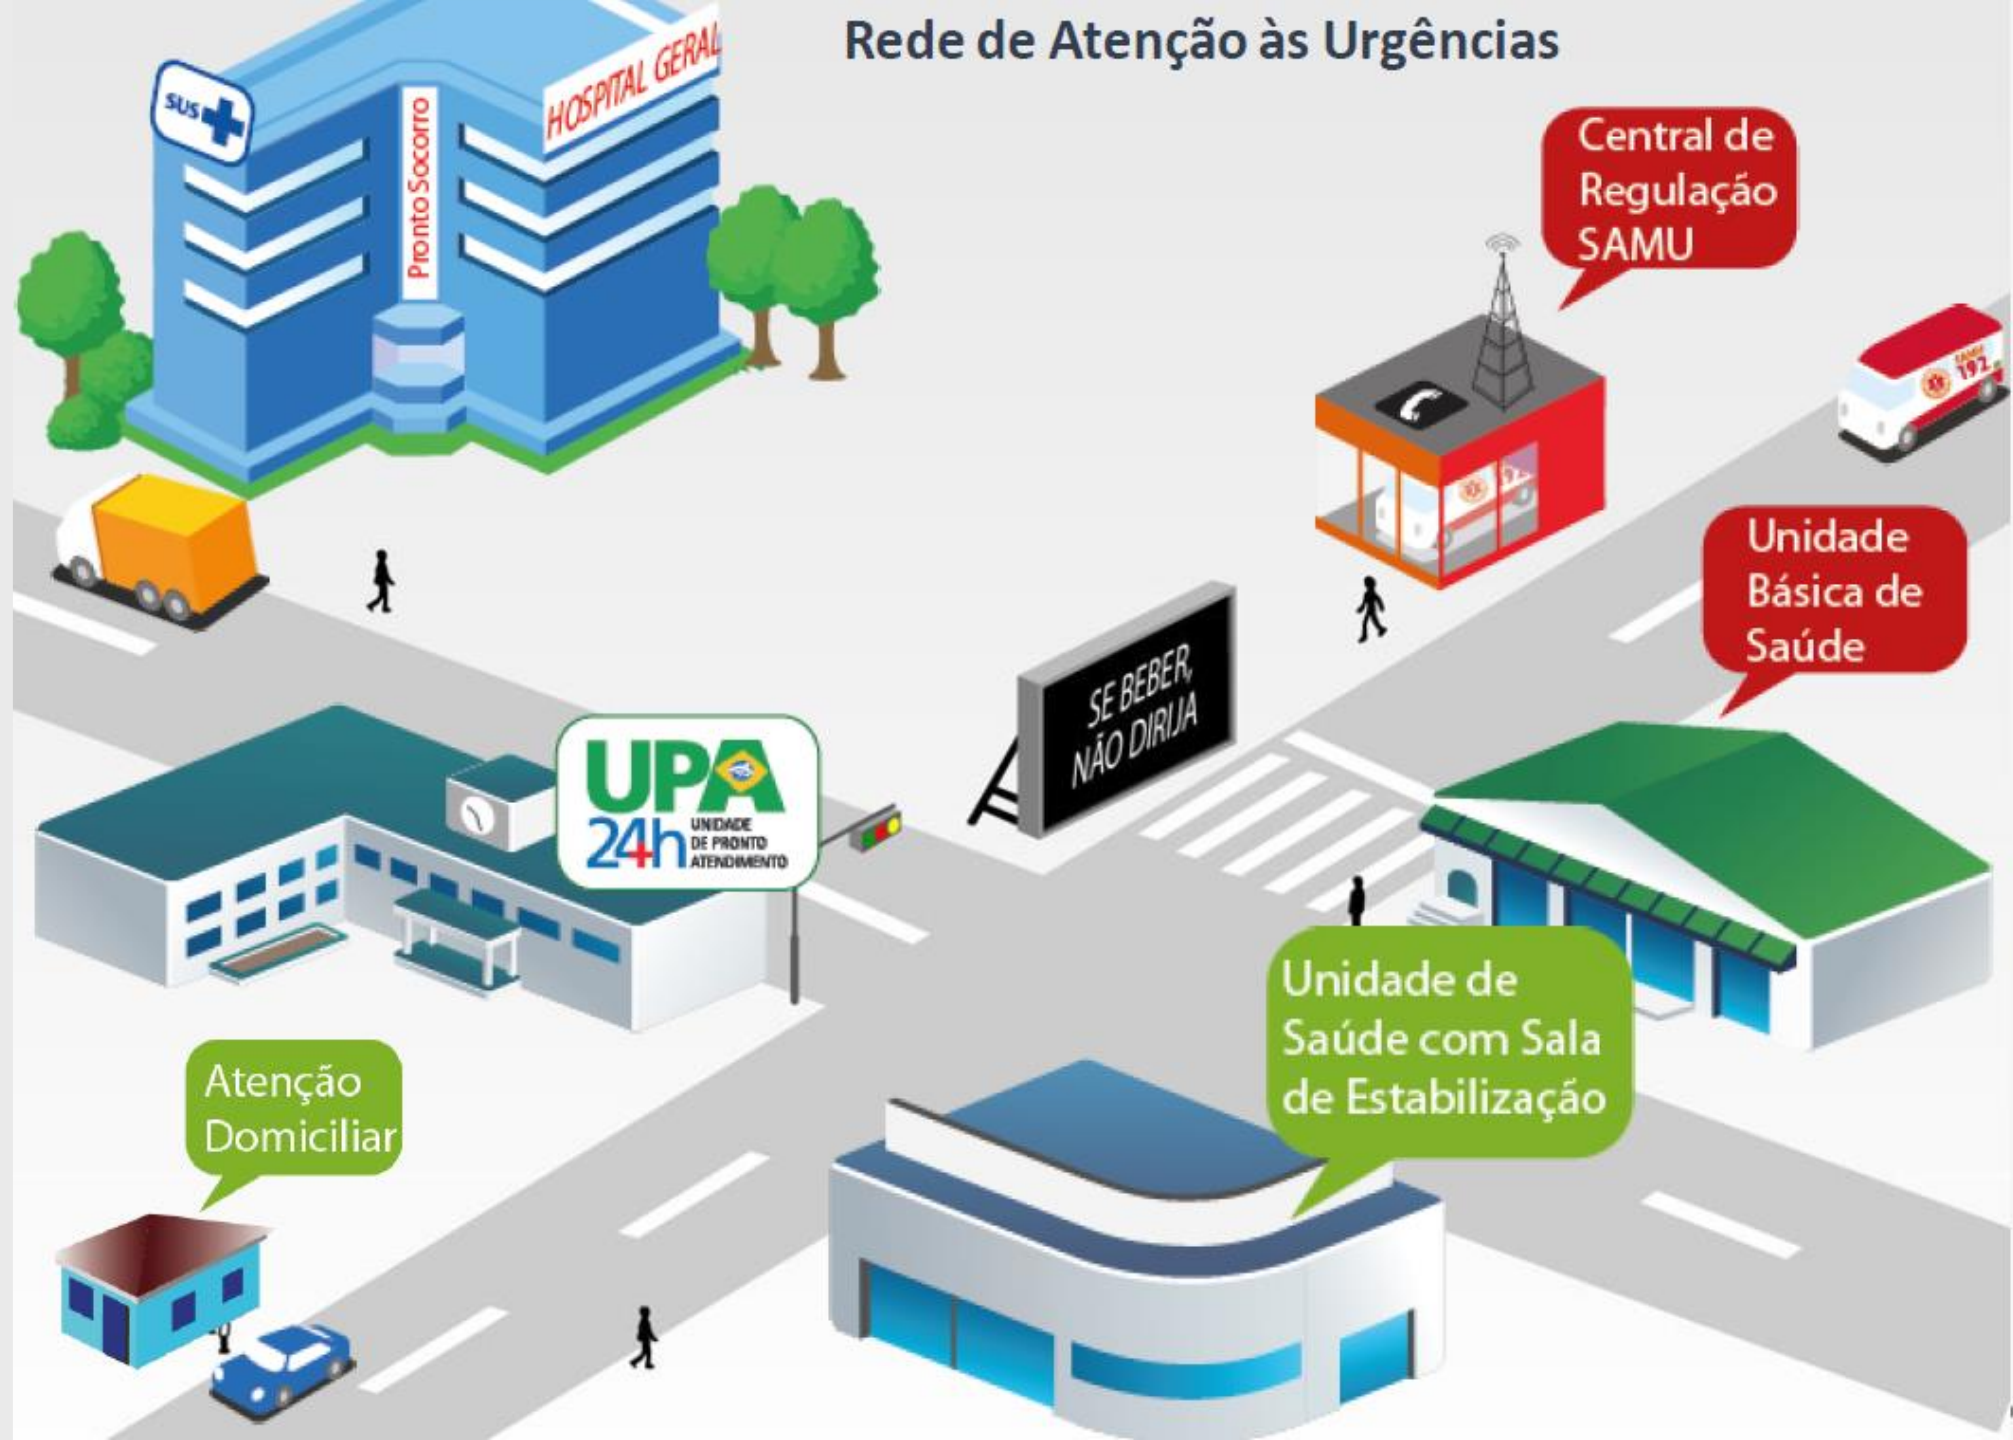 Rede de Atenção às Urgências
SUS
Pronto Socorro
HOSPITAL GERAL
Central de
Regulação
SAMU
SAMU
192
192
Unidade
Básica de
Saúde
SE BEBER,
NÃO DIRIJA
UPA
24h
UNIDADE
DE PRONTO
ATENDIMENTO
Unidade de
Saúde com Sala
de Estabilização
Atenção
Domiciliar